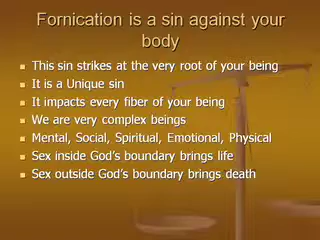 Fornication is a sin against your
body
This sin strikes at the very root of your being
It is a Unique sin
It impacts every fiber of your being
We are very complex beings
Mental, Social, Spiritual, Emotional, Physical
Sex inside God's boundary brings life
Sex outside God's boundary brings death